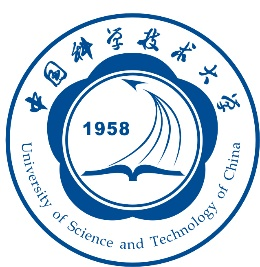 中国科学技术大学
1958
University of Science and Technology of China